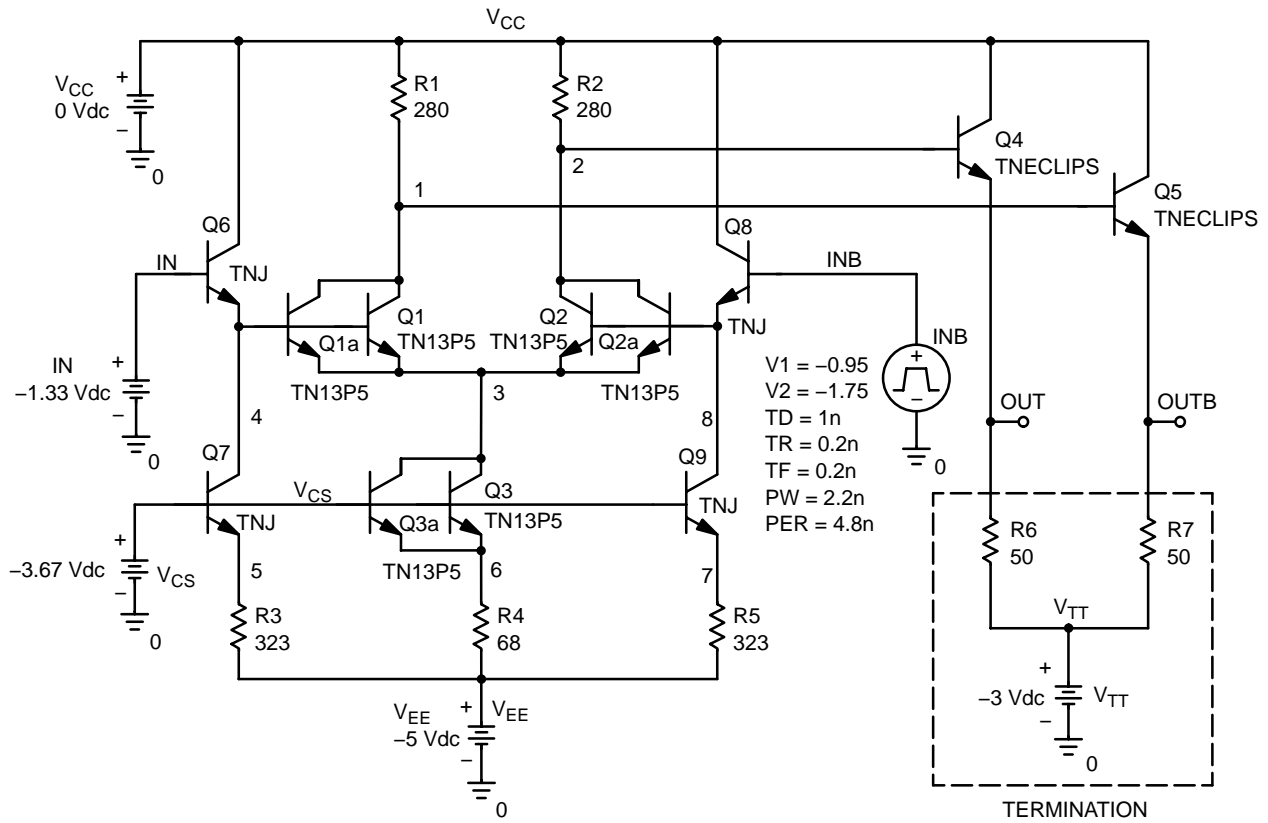 VCC
VCC
0 Vdc
+
−
0
R1
280
R2
280
1
2
Q4
TNECLIPS
Q5
TNECLIPS
Q6
TNJ
IN
IN
−1.33 Vdc
+
−
0
Q1a
Q1
TN13P5
TN13P5
Q2
TN13P5
Q2a
TN13P5
Q8
TNJ
INB
INB
+
−
0
V1 = −0.95
V2 = −1.75
TD = 1n
TR = 0.2n
TF = 0.2n
PW = 2.2n
PER = 4.8n
3
4
8
OUT
OUTB
Q7
TNJ
VCS
Q3a
Q3
TN13P5
TN13P5
Q9
TNJ
−3.67 Vdc
VCS
+
−
0
5
6
7
R3
323
R4
68
R5
323
R6
50
R7
50
VTT
−3 Vdc
VTT
+
−
0
VEE
−5 Vdc
VEE
+
−
0
TERMINATION